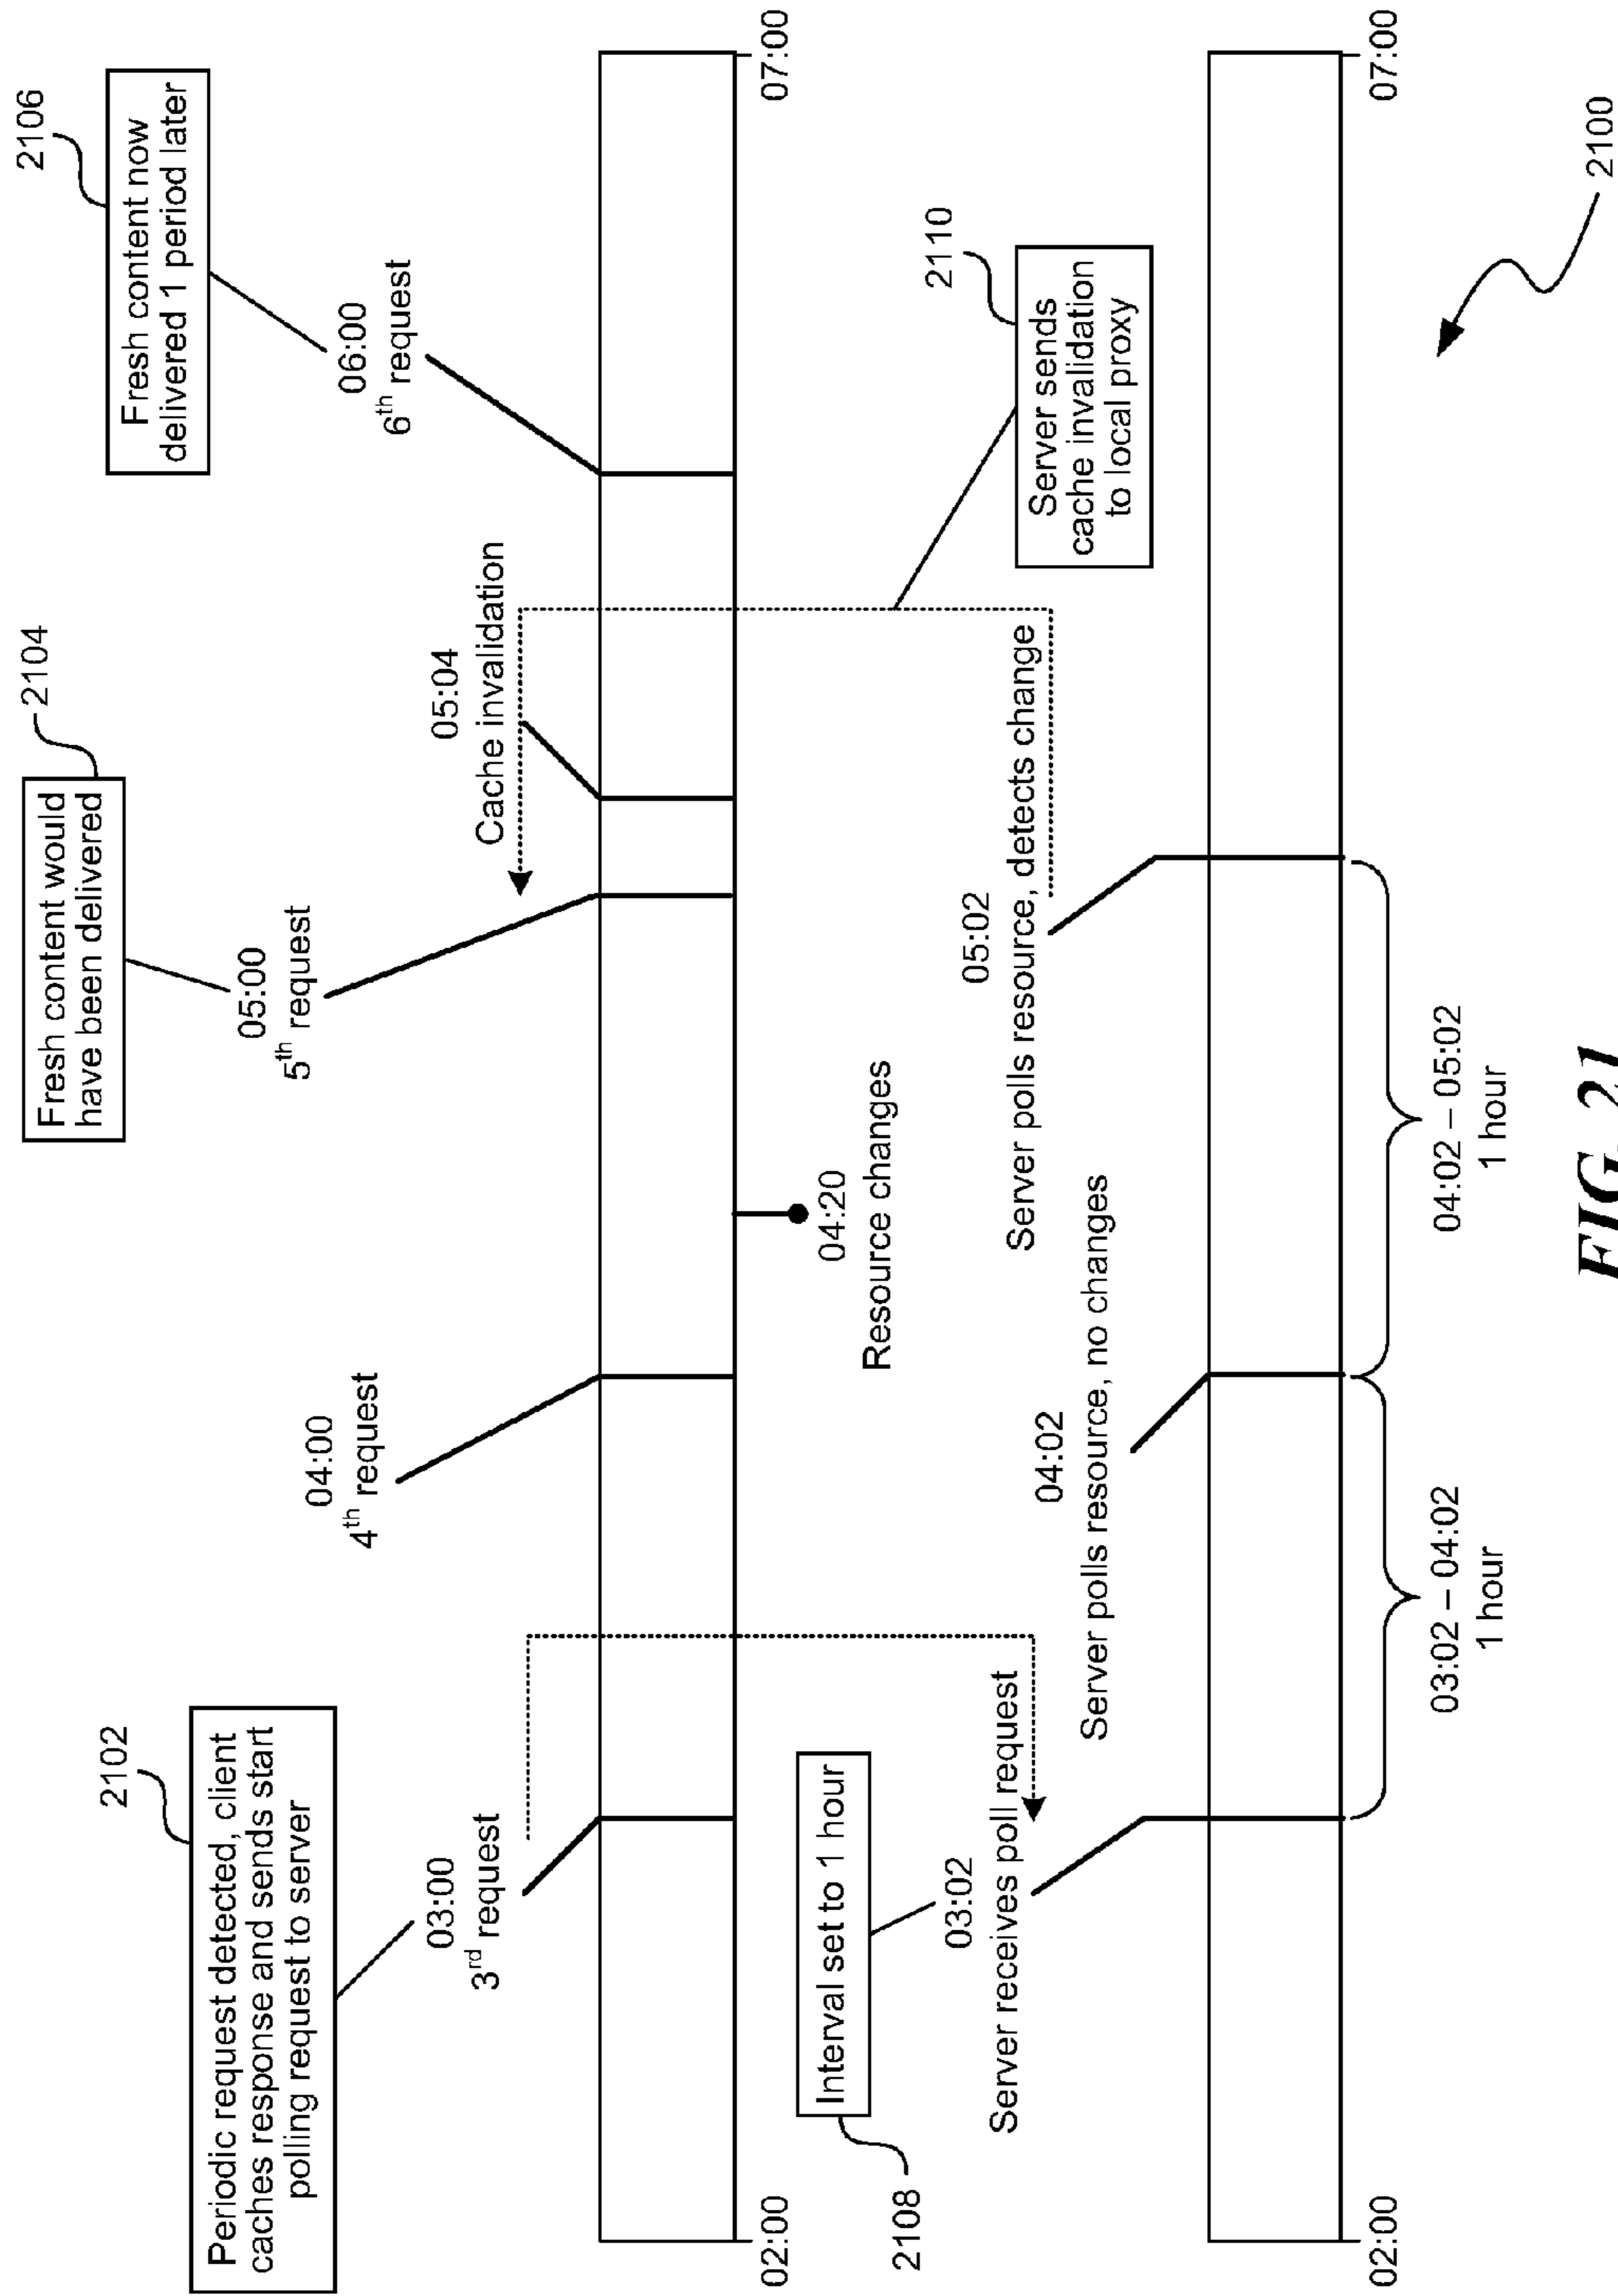 2102
Periodic request detected, client
caches response and sends start
polling request to server
03:00
3rd request
04:00
4th request
2104
Fresh content would
have been delivered
05:00
5th request
05:04
Cache invalidation
2106
Fresh content now
delivered 1 period later
06:00
6th request
02:00
07:00
04:20
Resource changes
2108
Interval set to 1 hour
03:02
Server receives poll request
04:02
Server polls resource, no changes
05:02
Server polls resource, detects change
2110
Server sends
cache invalidation
to local proxy
02:00
07:00
03:02 – 04:02
1 hour
04:02 – 05:02
1 hour
2100
FIG. 21